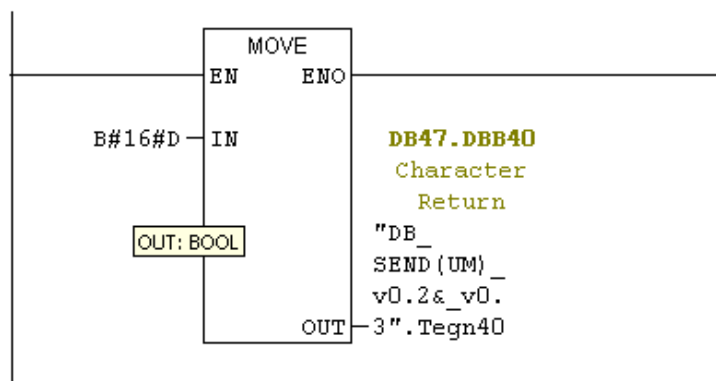 MOVE
EN ENO
B#16#D IN
DB47.DBB40
Character
Return
OUT: BOOL
"DB_
SEND(UM)_
v0.2&_v0.
OUT 3".Tegn40